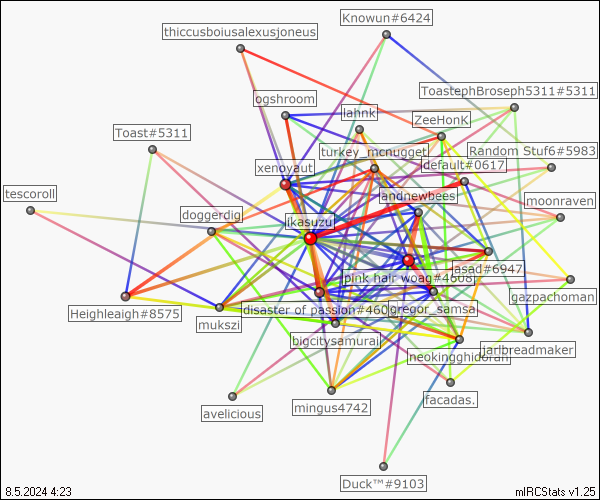 Knowun#6424
thiccusboiusalexusjoneus
ToastephBroseph5311#5311
ogshroom
lahnk
ZeeHonK
Toast#5311
turkey_mcnugget
Random Stuf6#5983
default#0617
xenoyaut
tescoroll
andnewbees
moonraven
doggerdig
ikasuzu
pink hair woag#4608
lasad#6947
gazpachoman
Heighleaigh#8575
mukszi
disaster of passion#460
gregor_samsa
bigcitysamurai
neokingghidorah
jarlbreadmaker
avelicious
mingus4742
facadas.
Duck™#9103
8.5.2024 4:23
mIRCStats v1.25